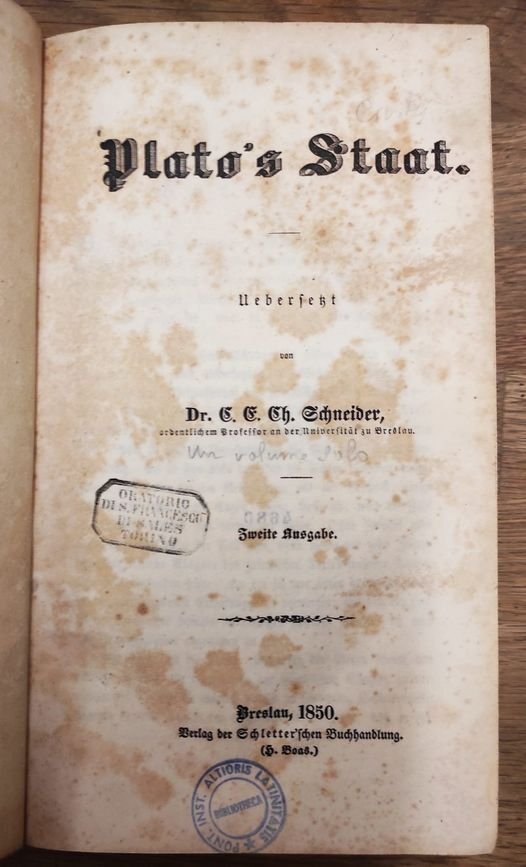 Plato's Staat.
Uebersetzt
von
Dr. C. E. Ch. Schneider,
ordentlichem Professor an der Universität zu Breslau.
Un volume solo
ORATORIO
DI S. FRANCESCO
DI SALES
TORINO
Zweite Ausgabe.
Breslau, 1850.
Verlag der Schletter'schen Buchhandlung.
(H. Boas.)
PONT. INST. ALTIORIS LATINITATIS
BIBLIOTHECA